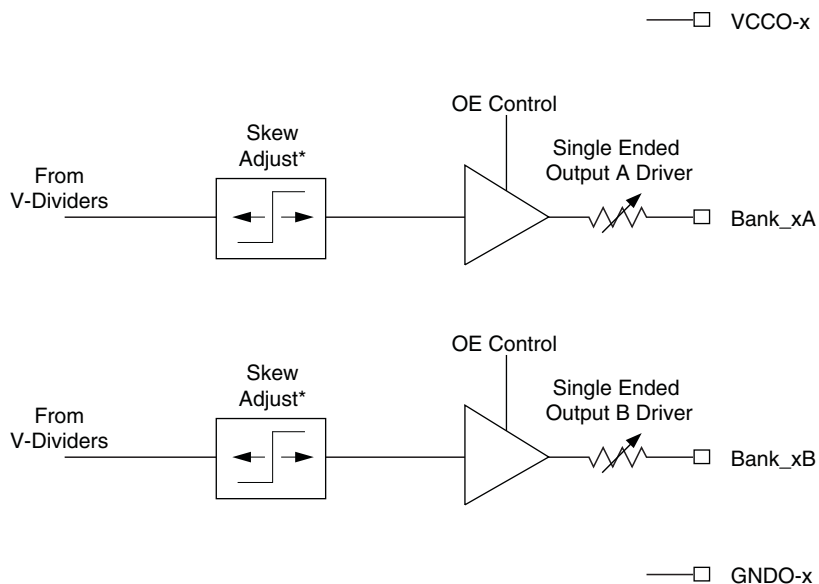 VCCO-x
OE Control
Skew
Adjust*
Single Ended
Output A Driver
From
V-Dividers
Bank_xA
OE Control
Skew
Adjust*
Single Ended
Output B Driver
From
V-Dividers
Bank_xB
GNDO-x